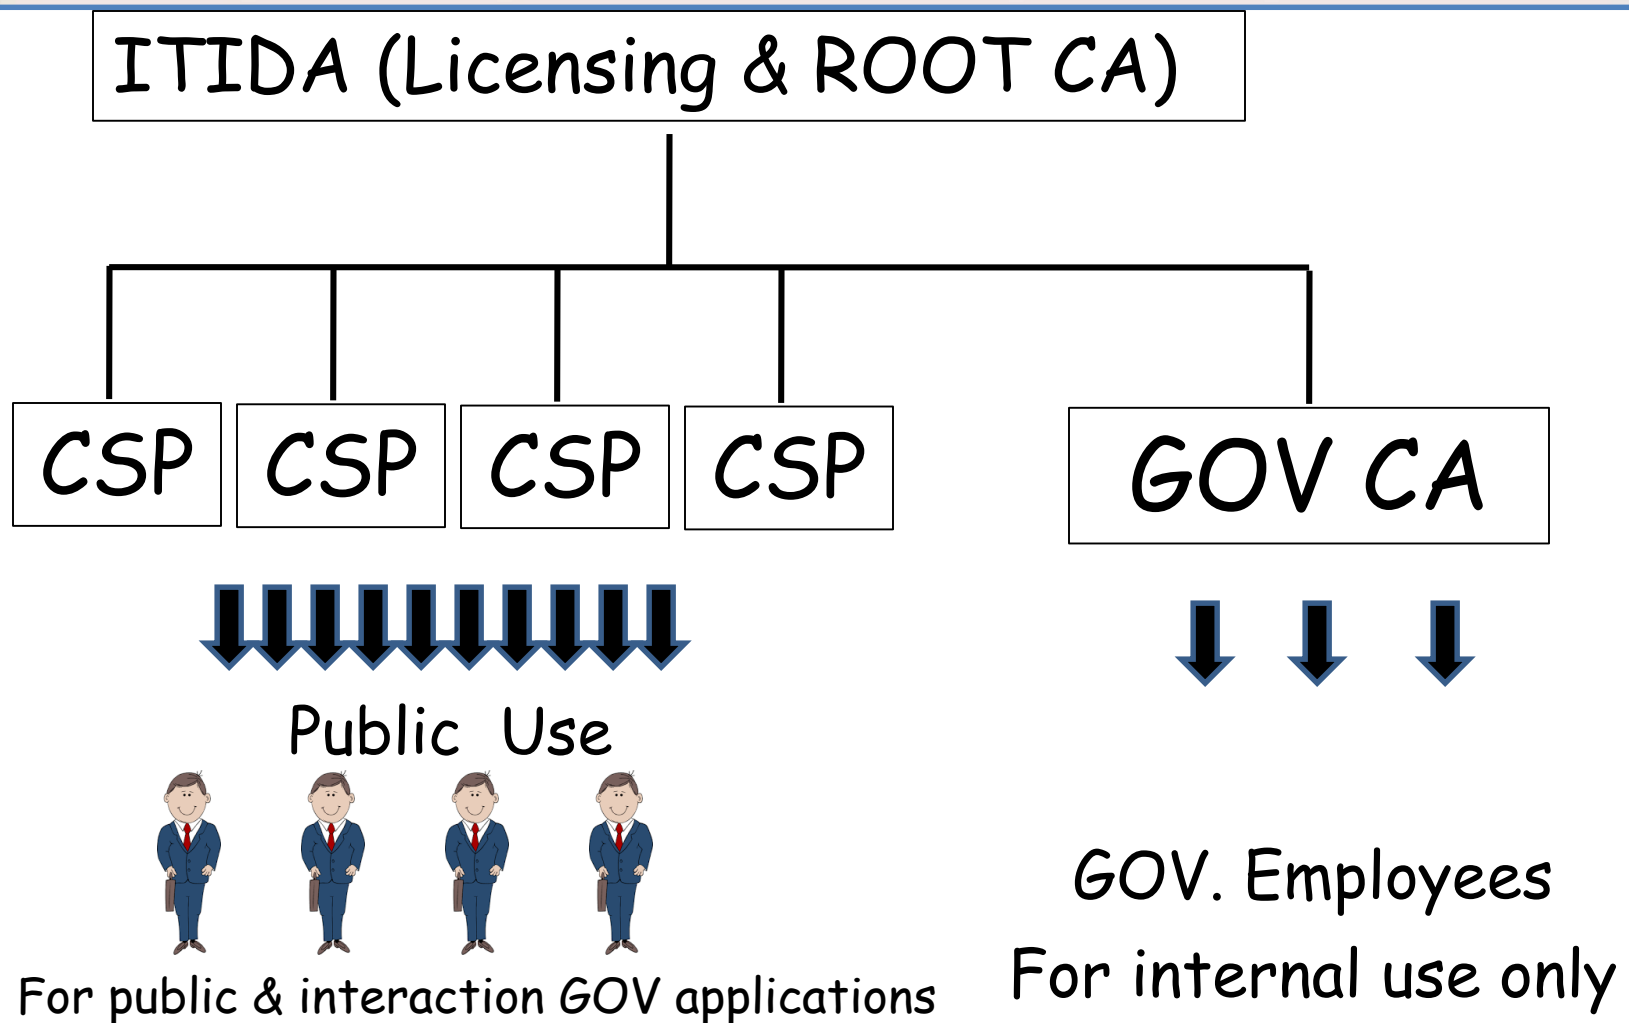 ITIDA (Licensing & ROOT CA)
CSP
CSP
CSP
CSP
GOV CA
Public Use
For public & interaction GOV applications
GOV. Employees
For internal use only